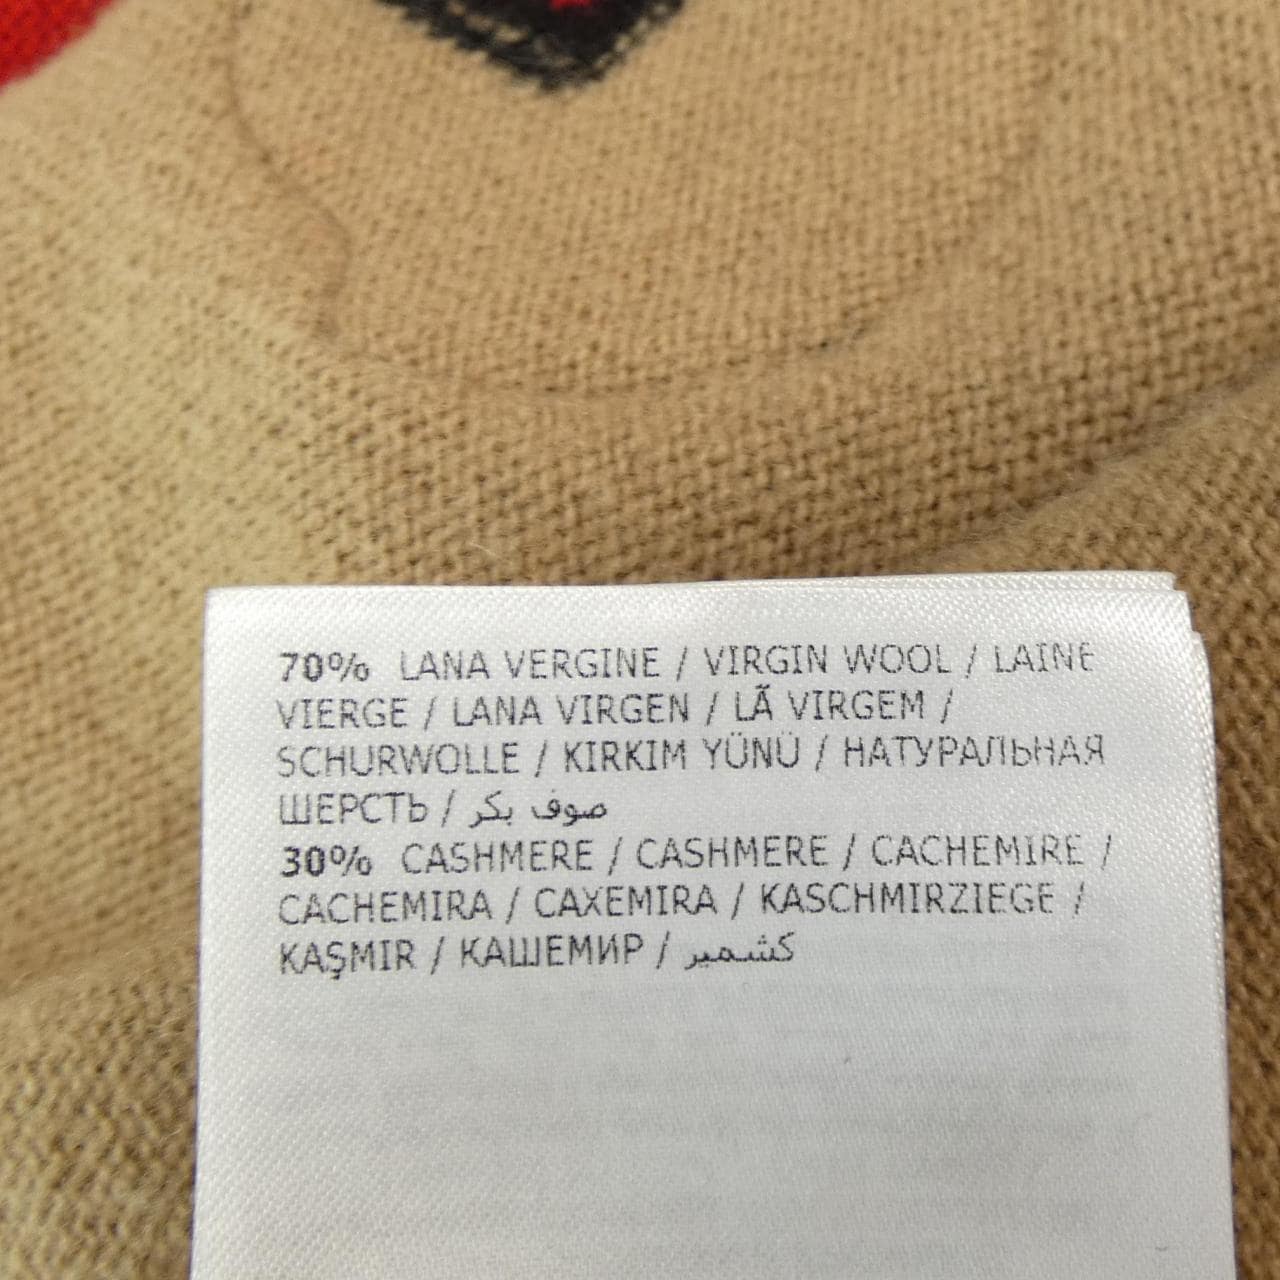 70% LANA VERGINE / VIRGIN WOOL / LAINE
VIERGE / LANA VIRGEN / LÃ VIRGEM /
SCHURWOLLE / KIRKIM YÜNÜ / НАТУРАЛЬНАЯ
ШЕРСТЬ / صوف بكر
30% CASHMERE / CASHMERE / CACHEMIRE /
CACHEMIRA / CAXEMIRA / KASCHMIRZIEGE /
KAŞMIR / КАШЕМИР / كشمير